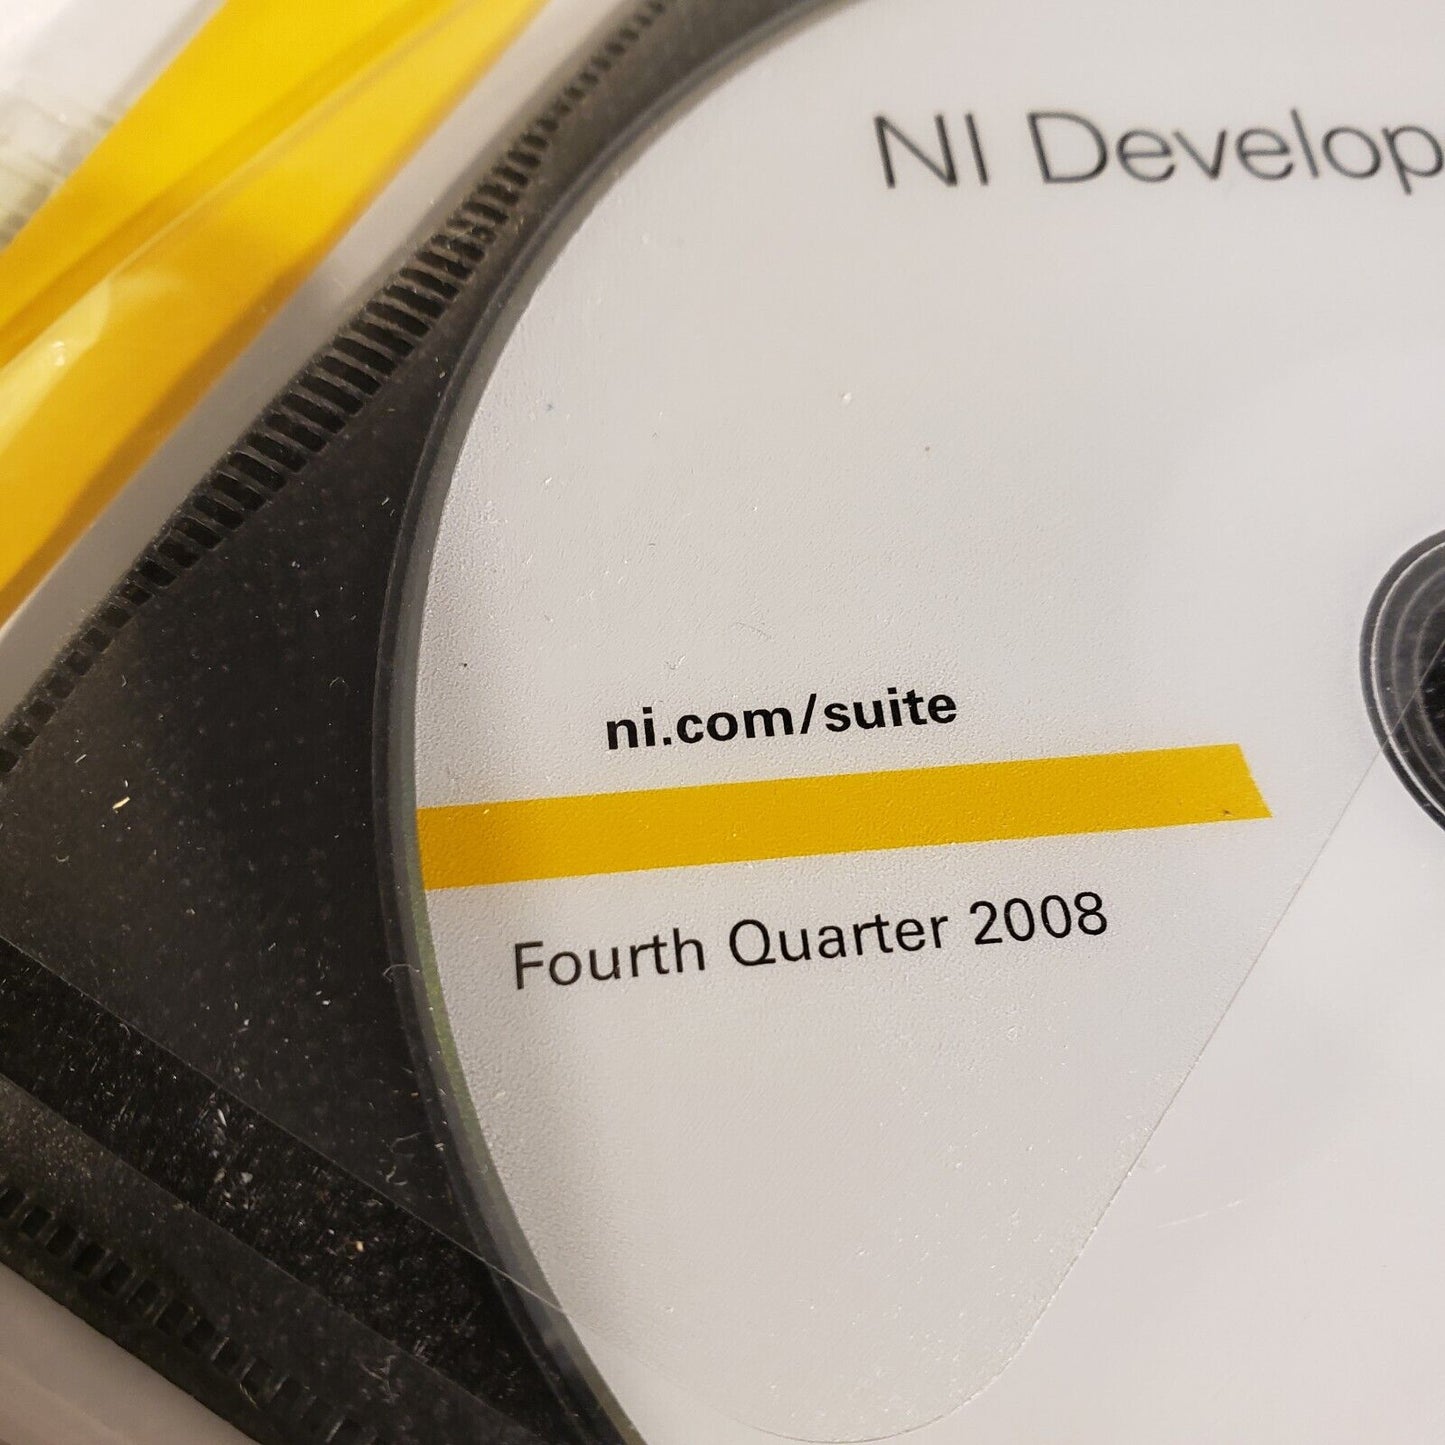 NI Develop
ni.com/suite
Fourth Quarter 2008